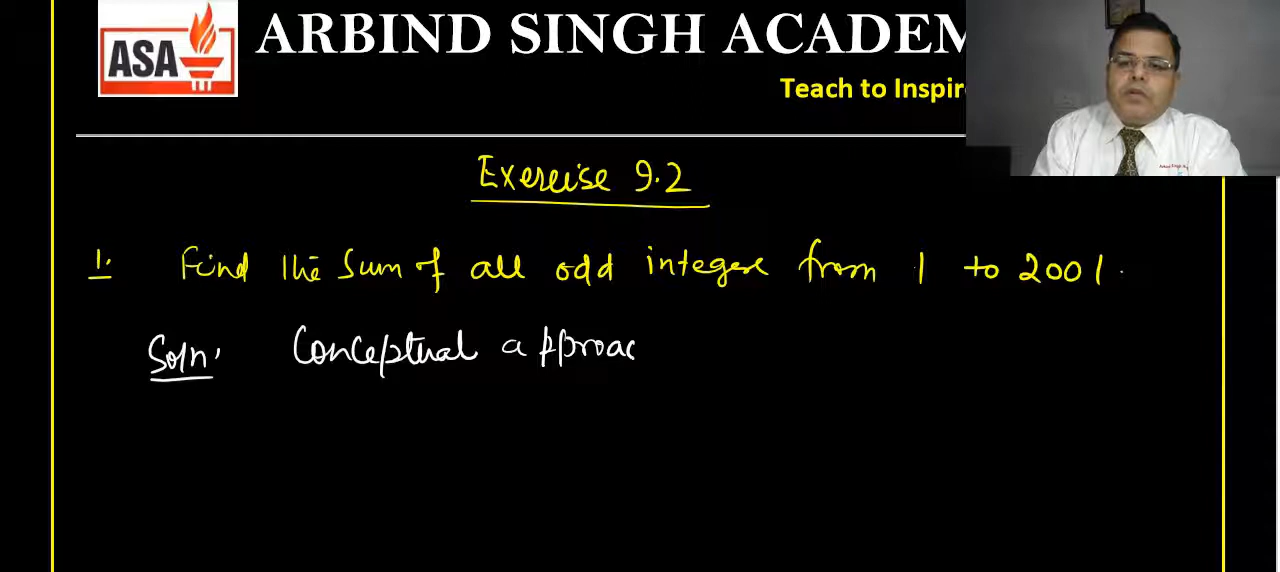 ASA
ARBIND SINGH ACADEM
Teach to Inspire
Exercise 9.2
1. Find the Sum of all odd integers from 1 to 2001.
Soln. Conceptual approac